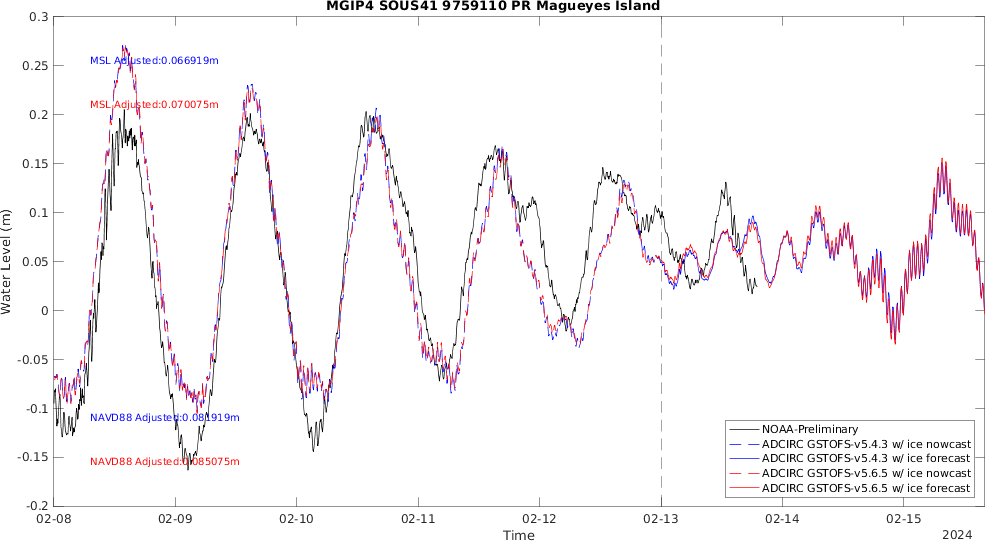 MGIP4 SOUS41 9759110 PR Magueyes Island
0.3
0.25
0.2
0.15
0.1
0.05
0
-0.05
-0.1
-0.15
-0.2
Water Level (m)
MSL Adjusted:0.066919m
MSL Adjusted:0.070075m
NAVD88 Adjusted:0.081919m
NAVD88 Adjusted:0.085075m
NOAA-Preliminary
ADCIRC GSTOFS-v5.4.3 w/ ice nowcast
ADCIRC GSTOFS-v5.4.3 w/ ice forecast
ADCIRC GSTOFS-v5.6.5 w/ ice nowcast
ADCIRC GSTOFS-v5.6.5 w/ ice forecast
02-08 02-09 02-10 02-11 02-12 02-13 02-14 02-15
Time
2024